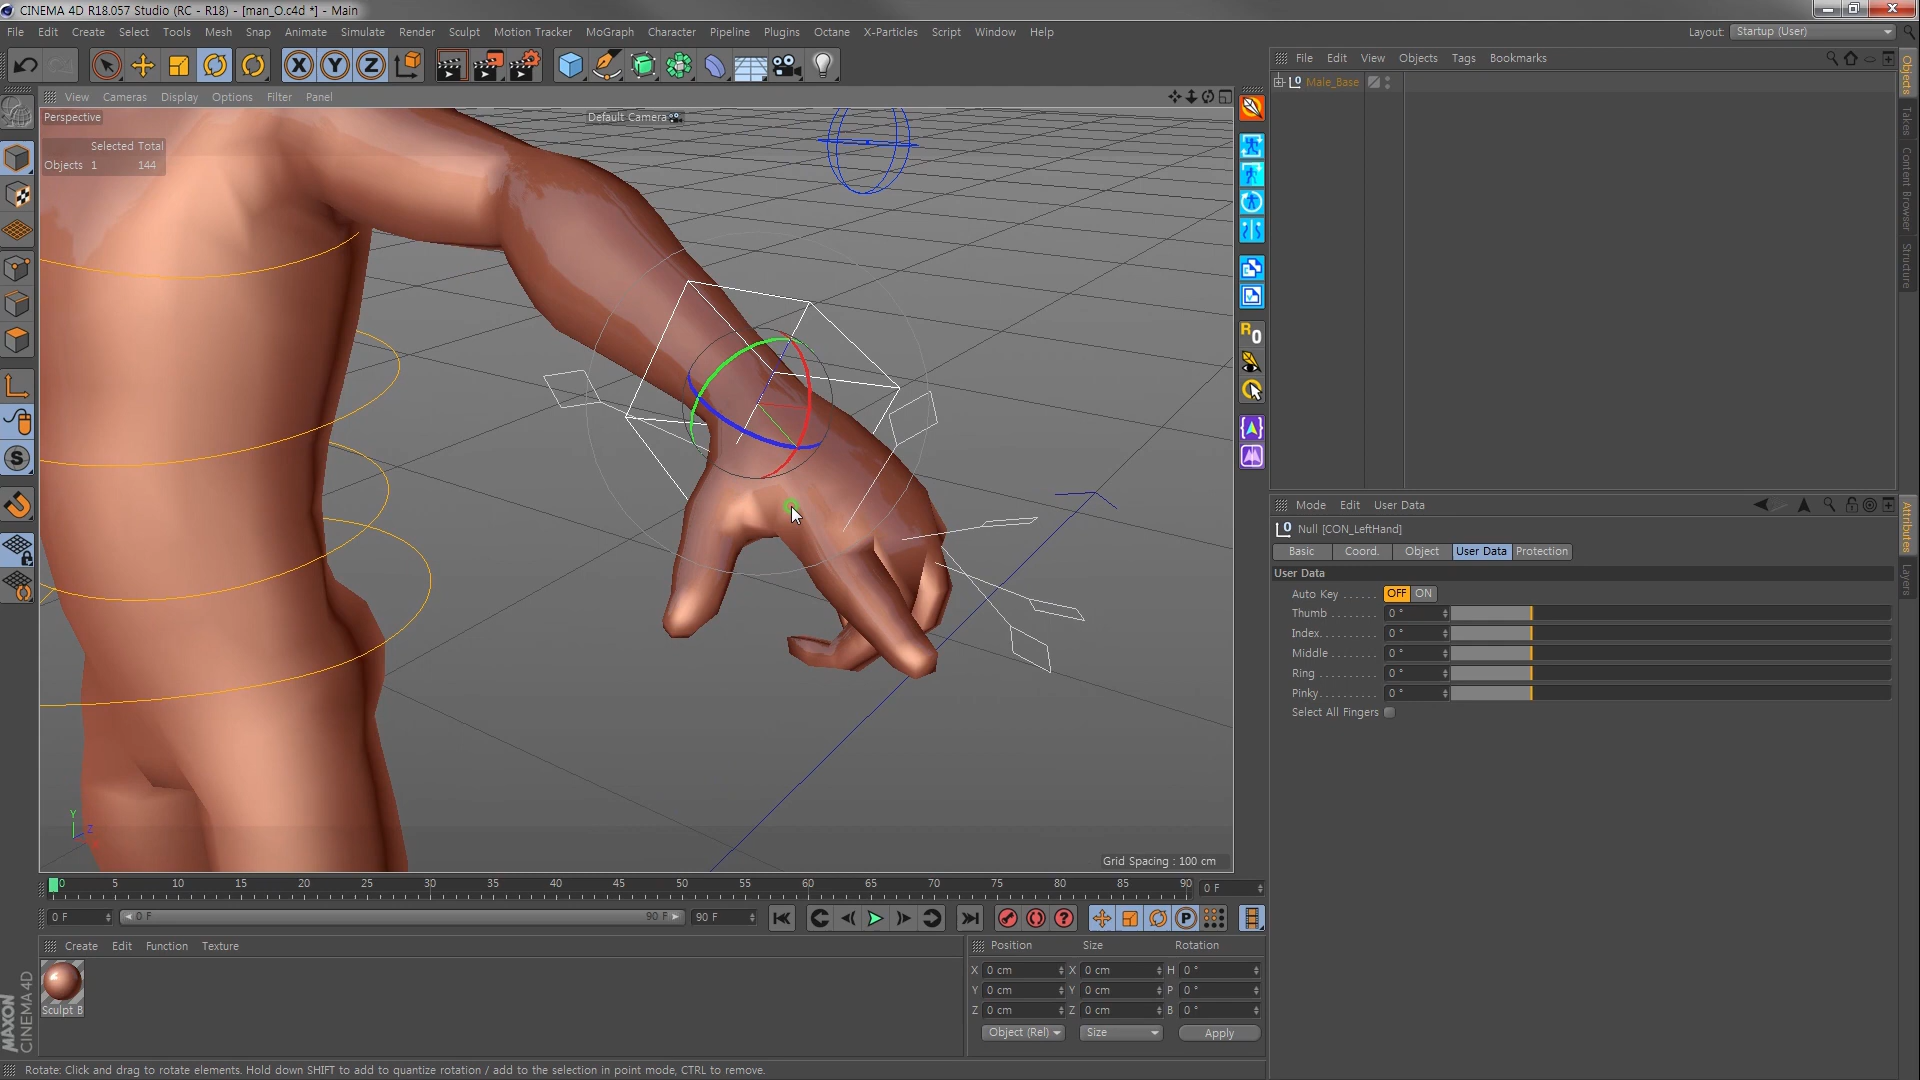 CINEMA 4D R18.057 Studio (RC - R18) - [man_O.c4d *] - Main
File Edit Create Select Tools Mesh Snap Animate Simulate Render Sculpt Motion Tracker MoGraph Character Pipeline Plugins Octane X-Particles Script Window Help
Layout: Startup (User)
X Y Z
File Edit View Objects Tags Bookmarks
View Cameras Display Options Filter Panel
Male_Base
Perspective
Default Camera
Selected Total
Objects 1 144
Objects
Takes
Content Browser
Structure
R
0
S
Mode Edit User Data
Null [CON_LeftHand]
Basic Coord. Object User Data Protection
User Data
Auto Key ...... OFF ON
Thumb ........ 0 °
Index. ........ 0 °
Middle ........ 0 °
Ring .......... 0 °
Pinky.......... 0 °
Select All Fingers
Attributes
Layers
Y
Z
Grid Spacing : 100 cm
0 5 10 15 20 25 30 35 40 45 50 55 60 65 70 75 80 85 90
0 F
0 F 0 F 90 F 90 F
? P
Create Edit Function Texture
Position Size Rotation
X 0 cm X 0 cm H 0 °
Y 0 cm Y 0 cm P 0 °
Z 0 cm Z 0 cm B 0 °
Object (Rel) Size Apply
Sculpt B
MAXON
CINEMA 4D
Rotate: Click and drag to rotate elements. Hold down SHIFT to add to quantize rotation / add to the selection in point mode, CTRL to remove.